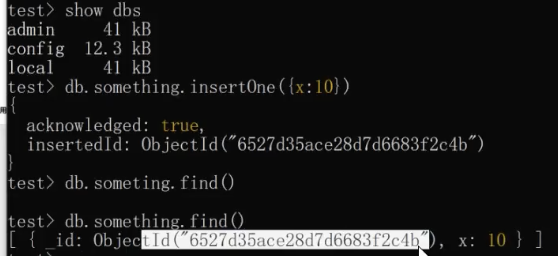 test> show dbs
admin     41 kB
config  12.3 kB
local     41 kB
test> db.something.insertOne({x:10})
{
  acknowledged: true,
  insertedId: ObjectId("6527d35ace28d7d6683f2c4b")
}
test> db.someting.find()

test> db.something.find()
[ { _id: ObjectId("6527d35ace28d7d6683f2c4b"), x: 10 } ]